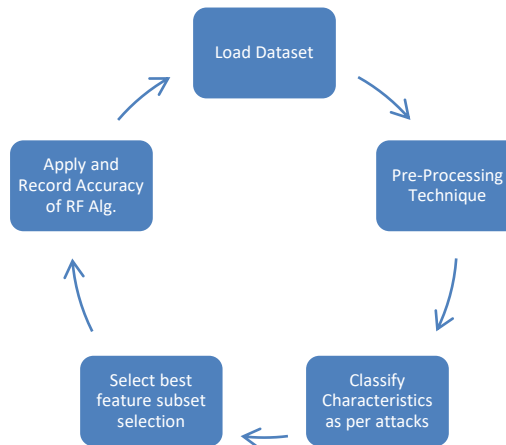 Load Dataset
Pre-Processing
Technique
Classify
Characteristics
as per attacks
Select best
feature subset
selection
Apply and
Record Accuracy
of RF Alg.